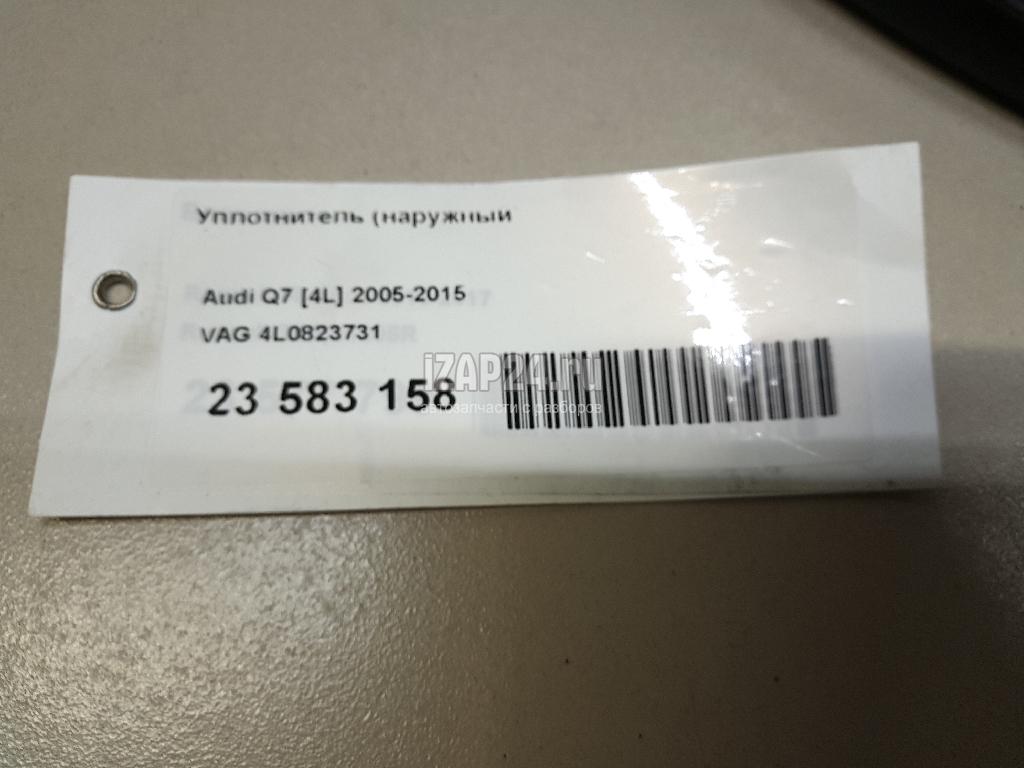 Уплотнитель (наружный
Audi Q7 [4L] 2005-2015
VAG 4L0823731
23 583 158
iZAP24.ru
автозапчасти с разборов